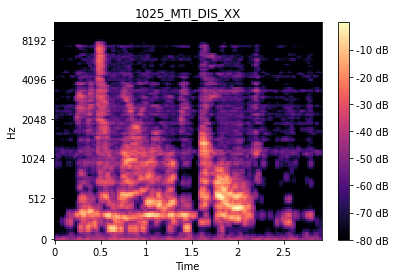 1025_MTI_DIS_XX
8192
4096
2048
1024
512
0
Hz
0 0.5 1 1.5 2 2.5
Time
-10 dB
-20 dB
-30 dB
-40 dB
-50 dB
-60 dB
-70 dB
-80 dB